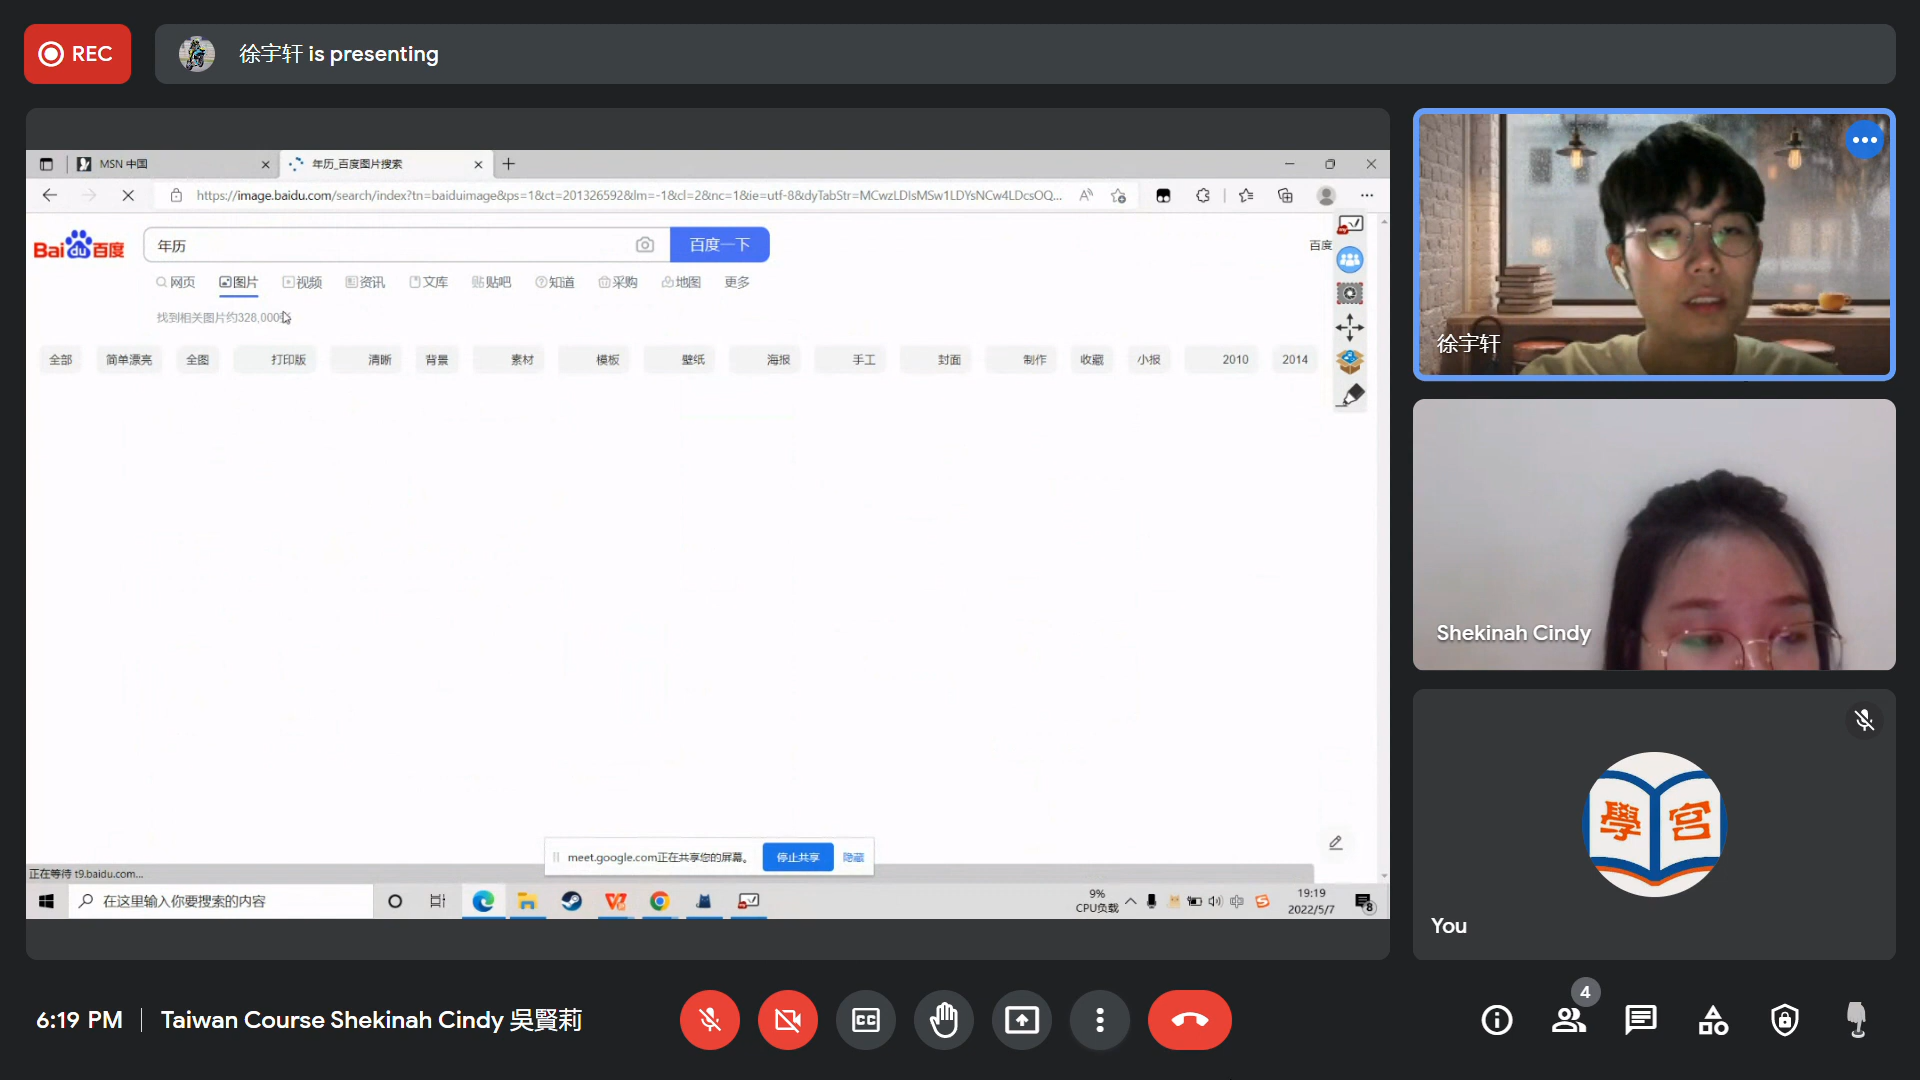 REC
徐宇轩 is presenting
MSN 中国
年历_百度图片搜索
https://image.baidu.com/search/index?tn=baiduimage&ps=1&ct=201326592&lm=-1&cl=2&nc=1&ie=utf-8&dyTabStr=MCwzLDIsMSw1LDYsNCw4LDcsOQ...
Bai du 百度
年历
百度一下
百度
网页 图片 视频 资讯 文库 贴吧 知道 采购 地图 更多
找到相关图片约328,000
全部 简单漂亮 全图 打印版 清晰 背景 素材 模板 壁纸 海报 手工 封面 制作 收藏 小报 2010 2014
meet.google.com正在共享您的屏幕。 停止共享 隐藏
正在等待 t9.baidu.com...
在这里输入你要搜索的内容
9%
CPU负载
19:19
2022/5/7
8
徐宇轩
Shekinah Cindy
學 宮
You
6:19 PM
Taiwan Course Shekinah Cindy 吳賢莉
CC
4